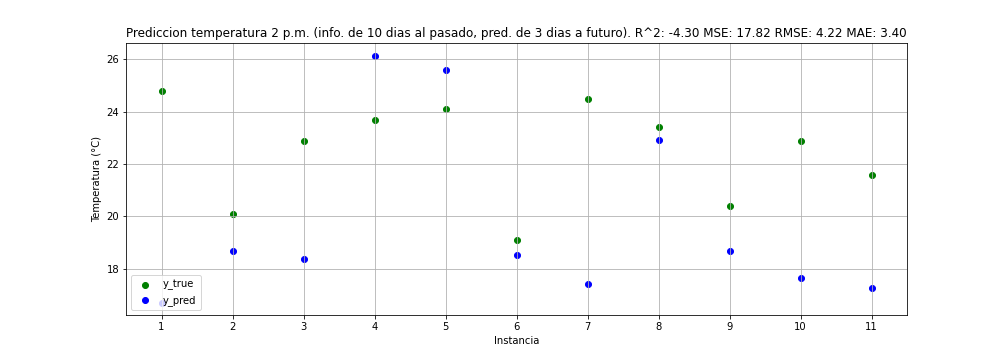 Prediccion temperatura 2 p.m. (info. de 10 dias al pasado, pred. de 3 dias a futuro). R^2: -4.30 MSE: 17.82 RMSE: 4.22 MAE: 3.40
26
24
22
20
18
Temperatura (°C)
y_true
y_pred
1 2 3 4 5 6 7 8 9 10 11
Instancia